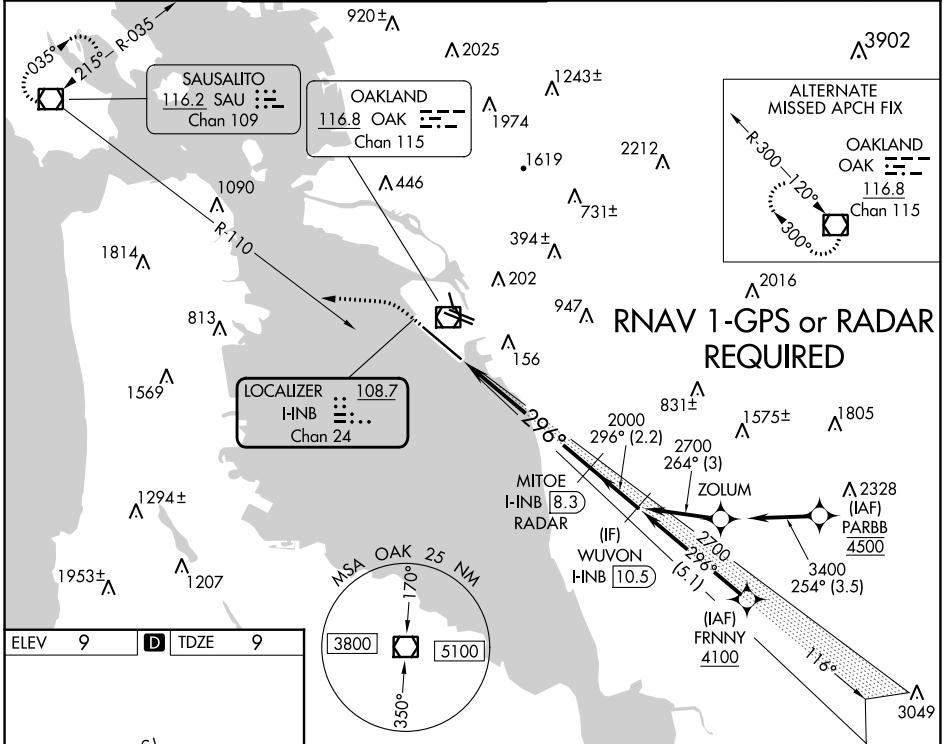 920±
2025
3902
035°
215°
R-035
1243±
SAUSALITO
116.2 SAU
Chan 109
OAKLAND
116.8 OAK
Chan 115
1974
ALTERNATE
MISSED APCH FIX
R-300
120°
300°
OAKLAND
OAK
116.8
Chan 115
1619
2212
446
1090
731±
R-110
394±
1814
202
2016
813
947
RNAV 1-GPS or RADAR
REQUIRED
156
1569
LOCALIZER 108.7
I-INB
Chan 24
831±
1575±
1805
296°
2000
296° (2.2)
2700
264° (3)
MITOE
I-INB 8.3
RADAR
ZOLUM
2328
(IAF)
PARBB
4500
1294±
(IF)
WUVON
I-INB 10.5
2700
296°
(5.1)
3400
254° (3.5)
1953±
1207
MSA OAK 25 NM
170°
3800
5100
350°
(IAF)
FRNNY
4100
116°
3049
ELEV 9 D TDZE 9